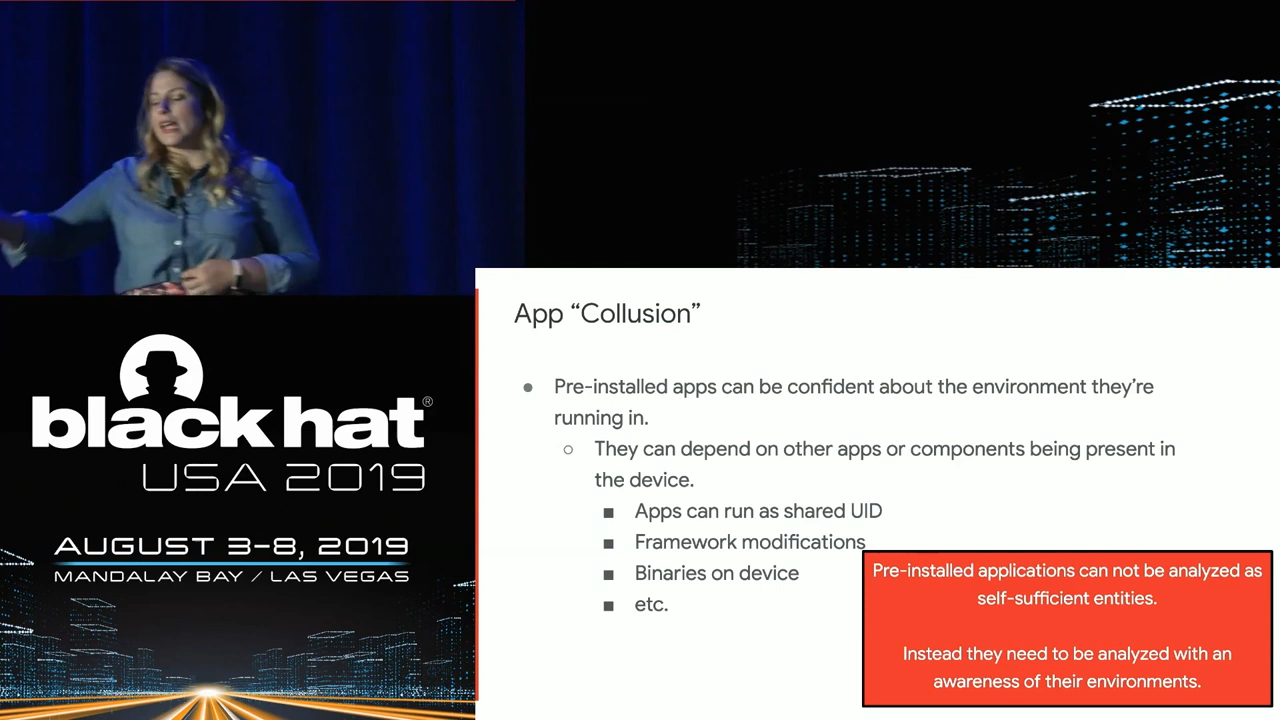 black hat®
USA 2019
AUGUST 3-8, 2019
MANDALAY BAY / LAS VEGAS
App “Collusion”
● Pre-installed apps can be confident about the environment they’re
running in.
○ They can depend on other apps or components being present in
the device.
■ Apps can run as shared UID
■ Framework modifications
■ Binaries on device
■ etc.
Pre-installed applications can not be analyzed as
self-sufficient entities.
Instead they need to be analyzed with an
awareness of their environments.